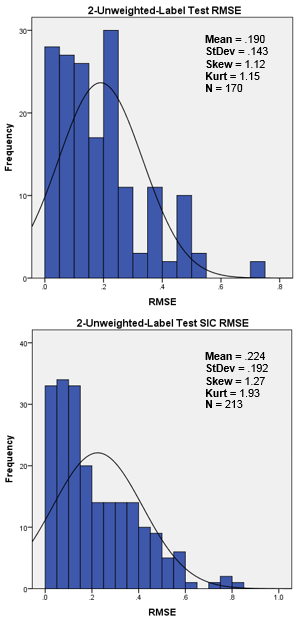 2-Unweighted-Label Test RMSE
Mean = .190
StDev = .143
Skew = 1.12
Kurt = 1.15
N = 170
30
20
10
0
Frequency
.0 .2 .4 .6 0.8
RMSE
2-Unweighted-Label Test SIC RMSE
Mean = .224
StDev = .192
Skew = 1.27
Kurt = 1.93
N = 213
40
30
20
10
0
Frequency
.0 .2 .4 .6 .8 1.0
RMSE